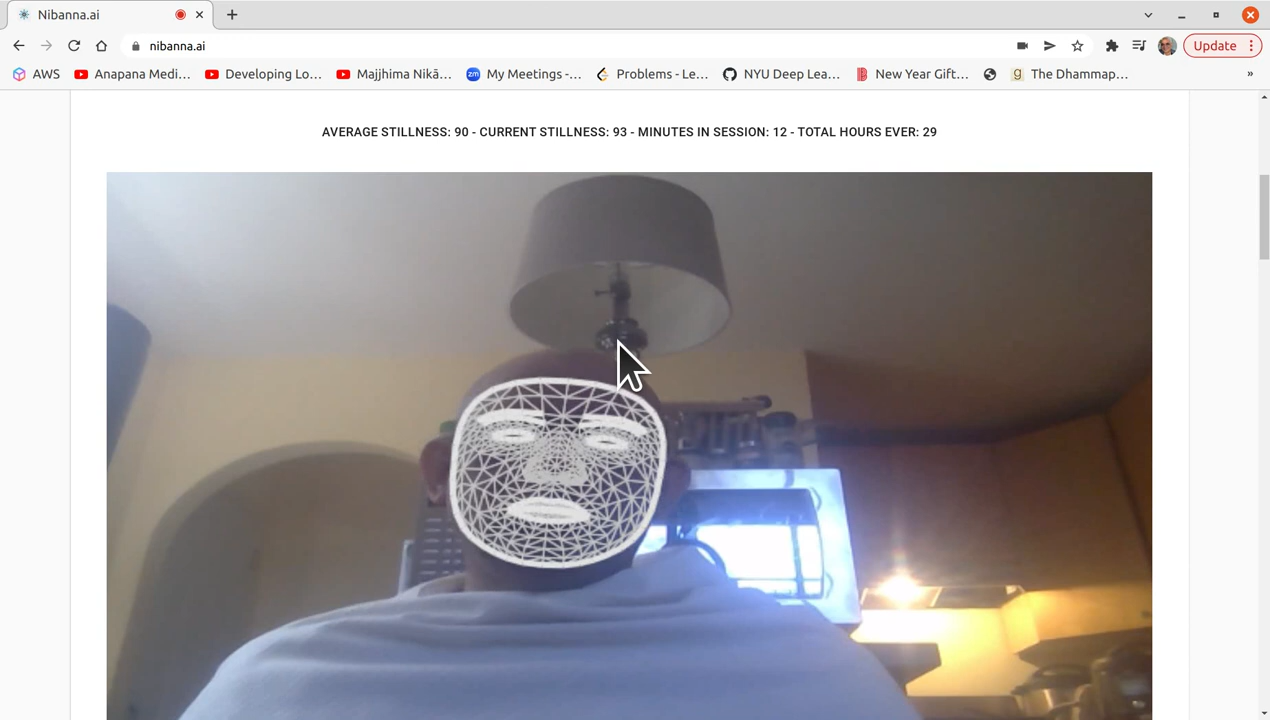 Nibanna.ai
nibanna.ai
Update
AWS
Anapana Medi...
Developing Lo...
Majjhima Nikā...
zm My Meetings -...
Problems - Le...
NYU Deep Lea...
New Year Gift...
g The Dhammap...
»
AVERAGE STILLNESS: 90 - CURRENT STILLNESS: 93 - MINUTES IN SESSION: 12 - TOTAL HOURS EVER: 29